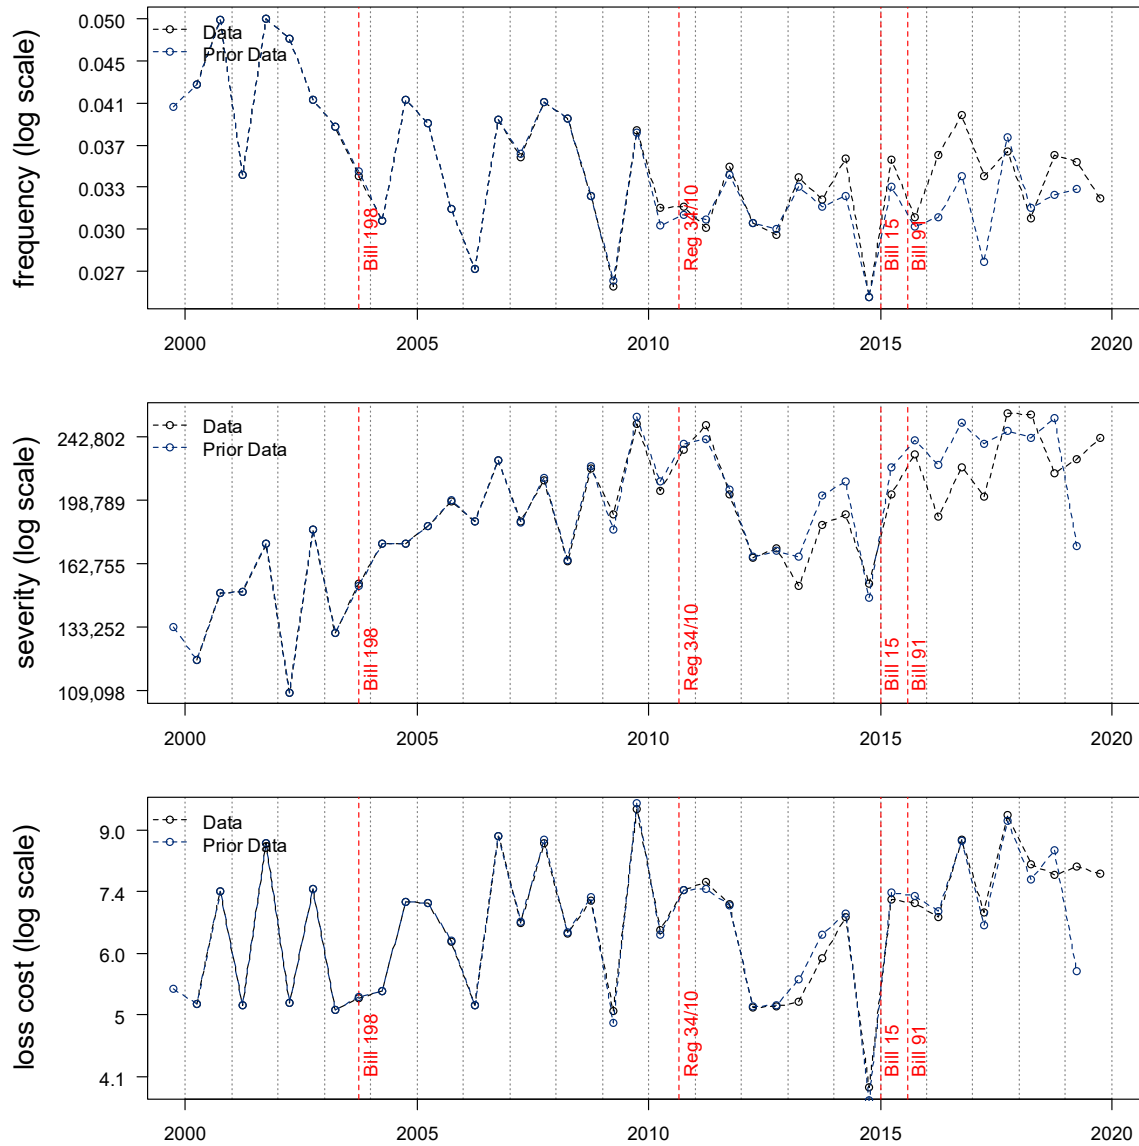 frequency (log scale)
0.050
0.045
0.041
0.037
0.033
0.030
0.027
Data
Prior Data
Bill 198
Reg 34/10
Bill 15
Bill 91
2000
2005
2010
2015
2020
severity (log scale)
242,802
198,789
162,755
133,252
109,098
Data
Prior Data
Bill 198
Reg 34/10
Bill 15
Bill 91
2000
2005
2010
2015
2020
loss cost (log scale)
9.0
7.4
6.0
5
4.1
Data
Prior Data
Bill 198
Reg 34/10
Bill 15
Bill 91
2000
2005
2010
2015
2020